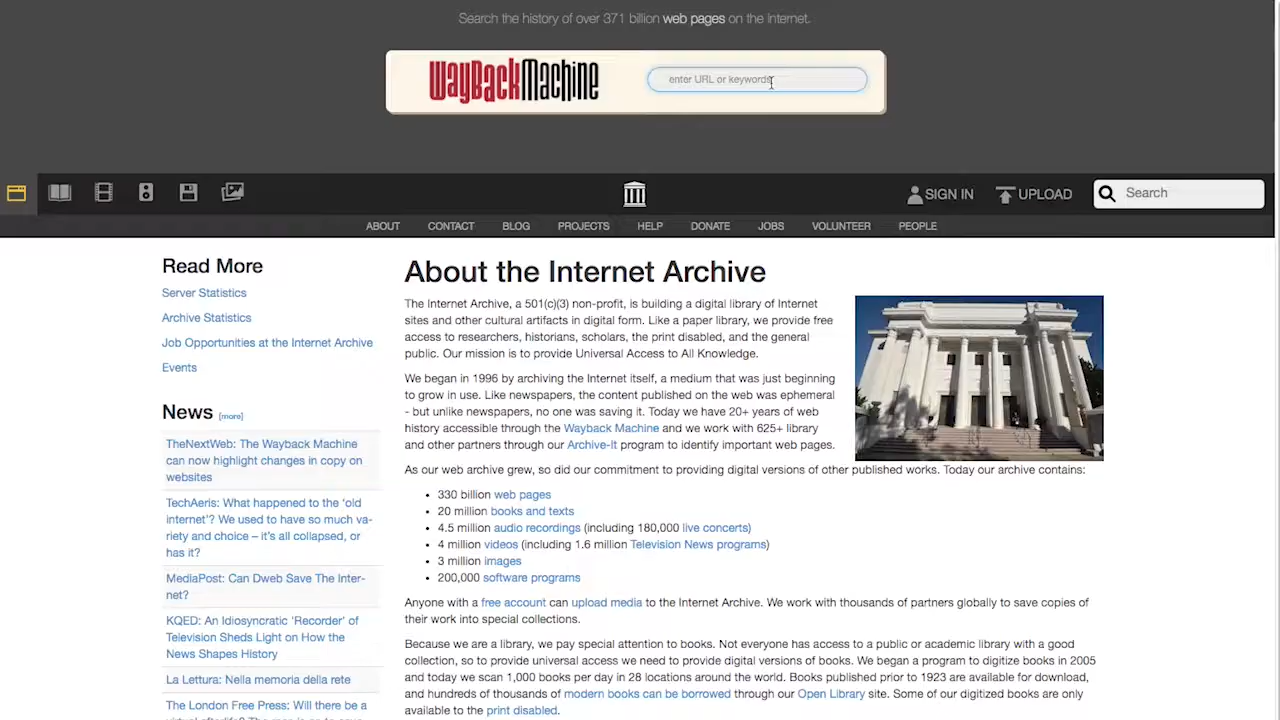 Search the history of over 371 billion web pages on the Internet.
WayBackMachine
enter URL or keywords
SIGN IN
UPLOAD
Search
ABOUT
CONTACT
BLOG
PROJECTS
HELP
DONATE
JOBS
VOLUNTEER
PEOPLE
Read More
Server Statistics
Archive Statistics
Job Opportunities at the Internet Archive
Events
News [more]
TheNextWeb: The Wayback Machine
can now highlight changes in copy on
websites
TechAeris: What happened to the ‘old
internet’? We used to have so much va-
riety and choice – it’s all collapsed, or
has it?
MediaPost: Can Dweb Save The Inter-
net?
KQED: An Idiosyncratic ‘Recorder’ of
Television Sheds Light on How the
News Shapes History
La Lettura: Nella memoria della rete
The London Free Press: Will there be a
About the Internet Archive
The Internet Archive, a 501(c)(3) non-profit, is building a digital library of Internet
sites and other cultural artifacts in digital form. Like a paper library, we provide free
access to researchers, historians, scholars, the print disabled, and the general
public. Our mission is to provide Universal Access to All Knowledge.
We began in 1996 by archiving the Internet itself, a medium that was just beginning
to grow in use. Like newspapers, the content published on the web was ephemeral
- but unlike newspapers, no one was saving it. Today we have 20+ years of web
history accessible through the Wayback Machine and we work with 625+ library
and other partners through our Archive-It program to identify important web pages.
As our web archive grew, so did our commitment to providing digital versions of other published works. Today our archive contains:
• 330 billion web pages
• 20 million books and texts
• 4.5 million audio recordings (including 180,000 live concerts)
• 4 million videos (including 1.6 million Television News programs)
• 3 million images
• 200,000 software programs
Anyone with a free account can upload media to the Internet Archive. We work with thousands of partners globally to save copies of
their work into special collections.
Because we are a library, we pay special attention to books. Not everyone has access to a public or academic library with a good
collection, so to provide universal access we need to provide digital versions of books. We began a program to digitize books in 2005
and today we scan 1,000 books per day in 28 locations around the world. Books published prior to 1923 are available for download,
and hundreds of thousands of modern books can be borrowed through our Open Library site. Some of our digitized books are only
available to the print disabled.